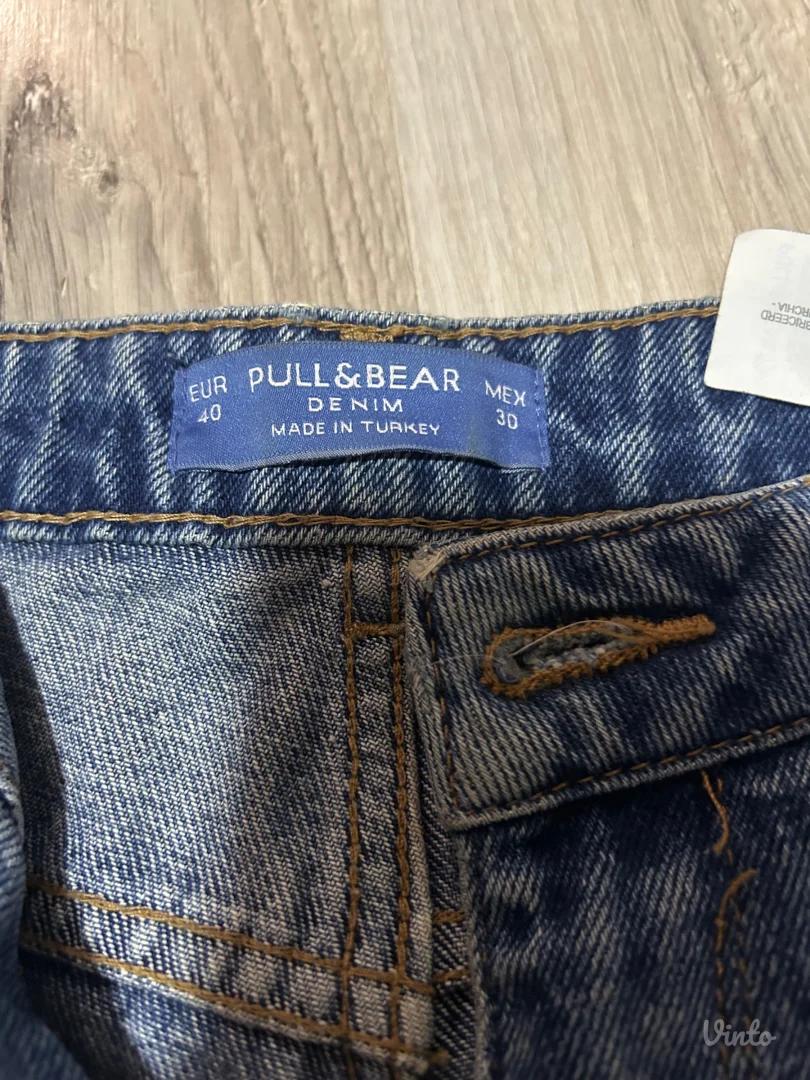 EUR
40
PULL&BEAR
DENIM
MADE IN TURKEY
MEX
30
Vinto